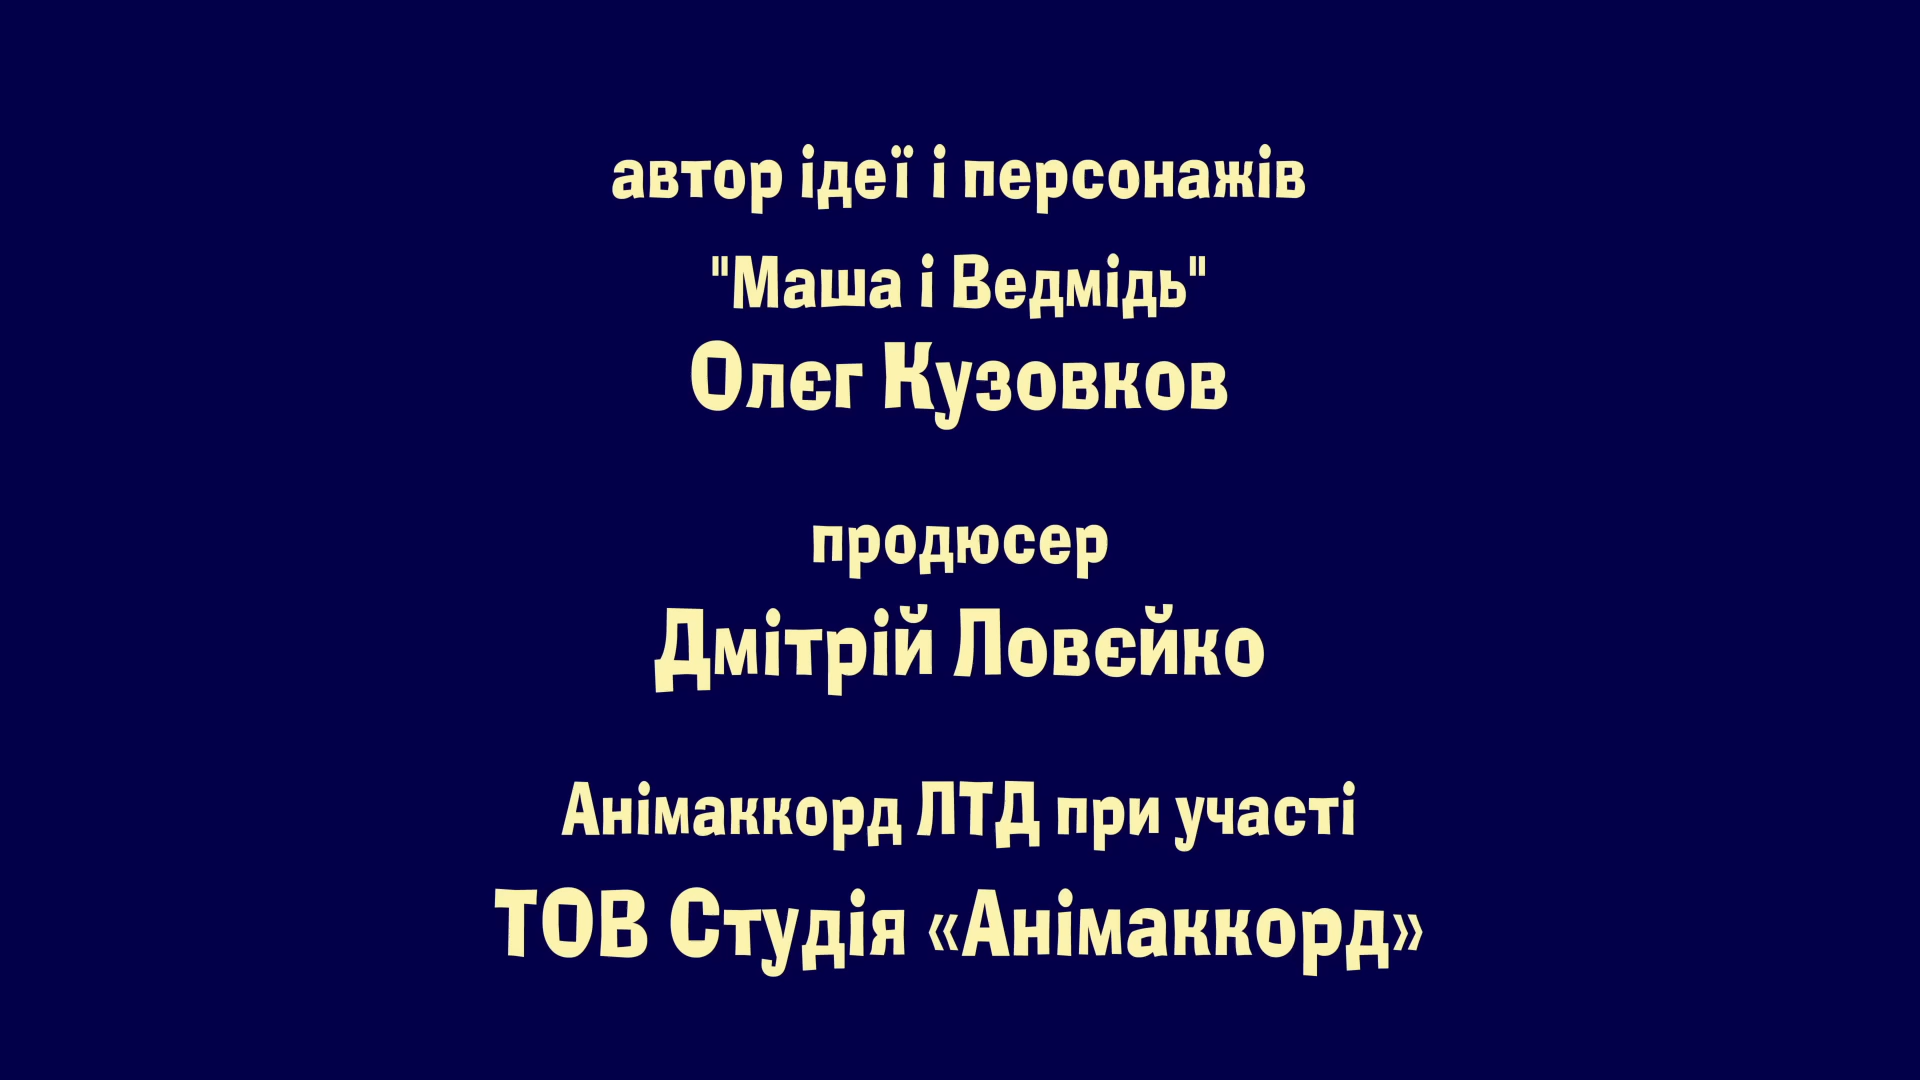 автор ідеї і персонажів
"Маша і Ведмідь"
Олєг Кузовков
продюсер
Дмітрій Ловєйко
Анімаккорд ЛТД при участі
ТОВ Студія «Анімаккорд»